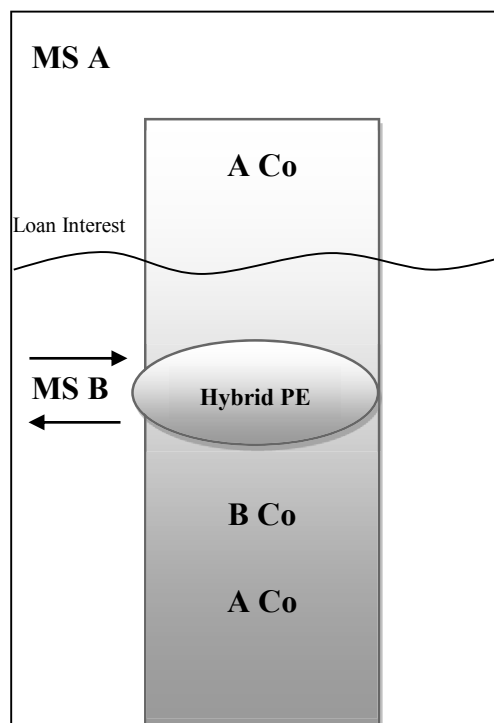 MS A
A Co
Loan Interest
MS B
Hybrid PE
B Co
A Co